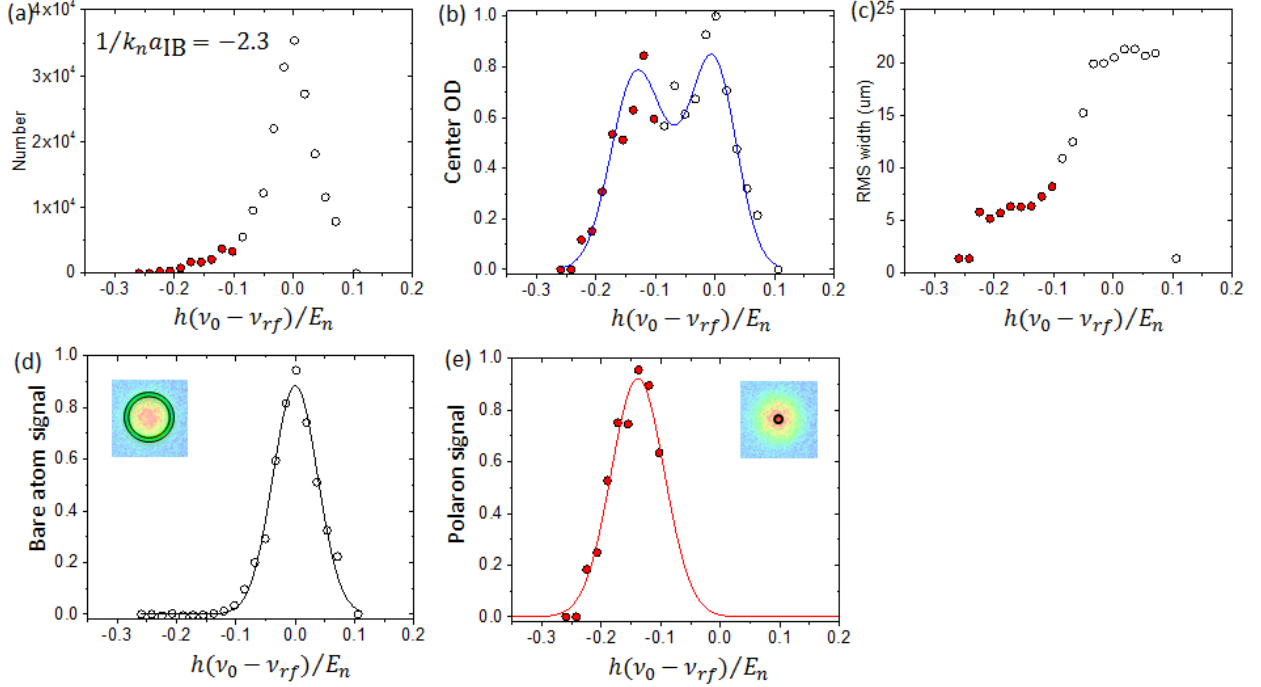 (a)
1/kₙa_IB = −2.3
4x10⁴
3x10⁴
2x10⁴
1x10⁴
0
Number
-0.3 -0.2 -0.1 0.0 0.1 0.2
h(ν₀ − ν_rf)/Eₙ
(b)
1.0
0.8
0.6
0.4
0.2
0.0
Center OD
-0.3 -0.2 -0.1 0.0 0.1 0.2
h(ν₀ − ν_rf)/Eₙ
(c)
25
20
15
10
5
0
RMS width (um)
-0.3 -0.2 -0.1 0.0 0.1 0.2
h(ν₀ − ν_rf)/Eₙ
(d)
1.0
0.8
0.6
0.4
0.2
0.0
Bare atom signal
-0.3 -0.2 -0.1 0.0 0.1 0.2
h(ν₀ − ν_rf)/Eₙ
(e)
1.0
0.8
0.6
0.4
0.2
0.0
Polaron signal
-0.3 -0.2 -0.1 0.0 0.1 0.2
h(ν₀ − ν_rf)/Eₙ